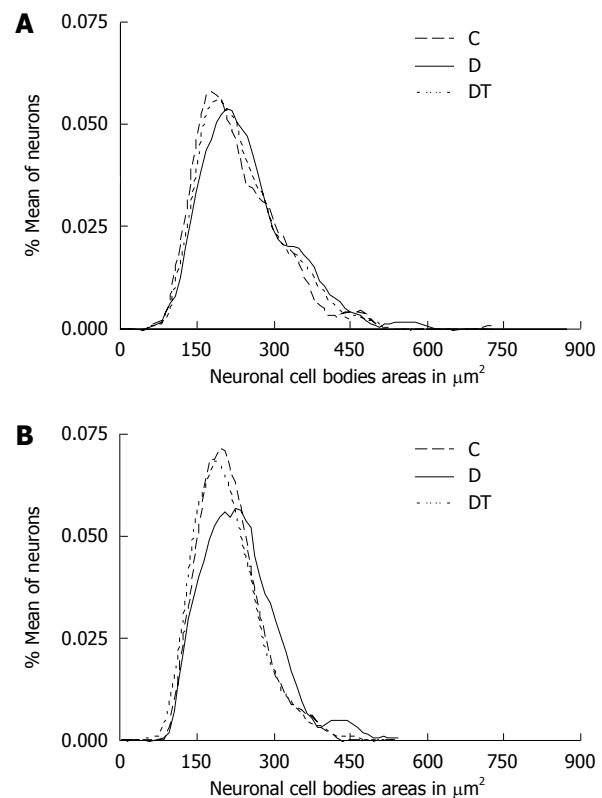 A
0.075
0.050
0.025
0.000
% Mean of neurons
C
D
DT
0 150 300 450 600 750 900
Neuronal cell bodies areas in μm²
B
0.075
0.050
0.025
0.000
% Mean of neurons
C
D
DT
0 150 300 450 600 750 900
Neuronal cell bodies areas in μm²